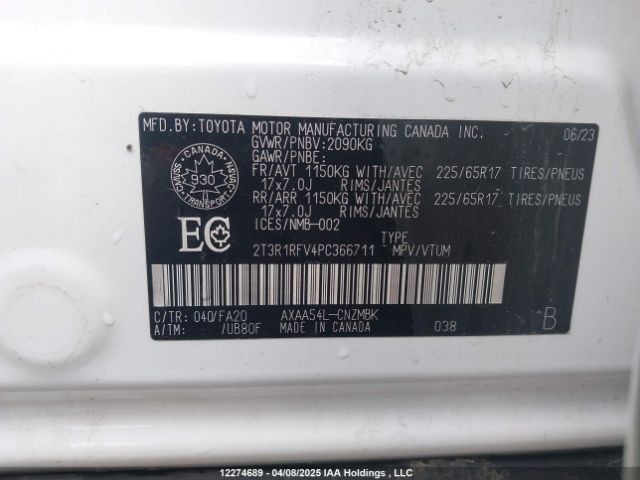 MFD.BY:TOYOTA MOTOR MANUFACTURING CANADA INC. 06/23
GVWR/PNBV:2090KG
GAWR/PNBE:
FR/AVT 1150KG WITH/AVEC 225/65R17 TIRES/PNEUS
17x7.0J RIMS/JANTES
RR/ARR 1150KG WITH/AVEC 225/65R17 TIRES/PNEUS
17x7.0J RIMS/JANTES
ICES/NMB-002
CANADA
930
TRANSPORT
EC
TYPE
2T3R1RFV4PC366711 MPV/VTUM
C/TR: 040/FA20 AXAA54L-CNZMBK
A/TM: /UB80F MADE IN CANADA 038 B
12274689 - 04/08/2025 IAA Holdings , LLC